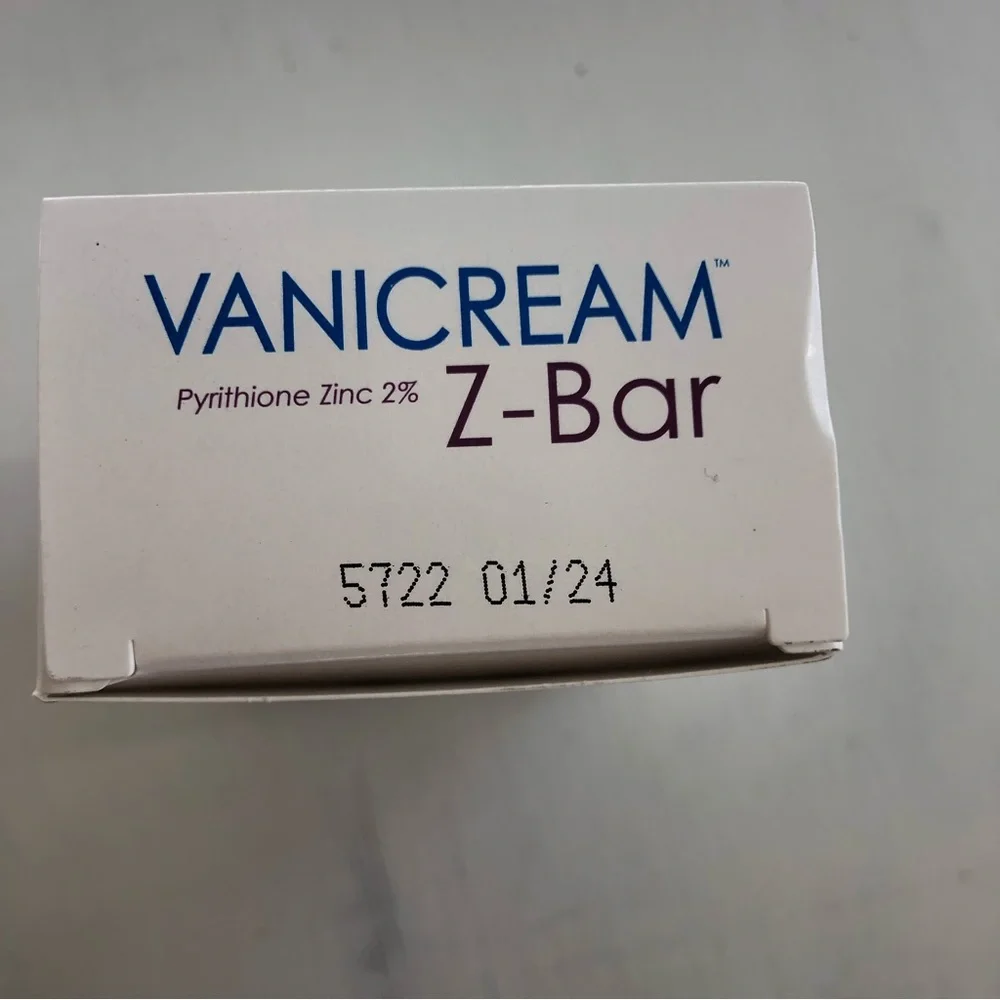 VANICREAM™
Pyrithione Zinc 2% Z-Bar
5722 01/24